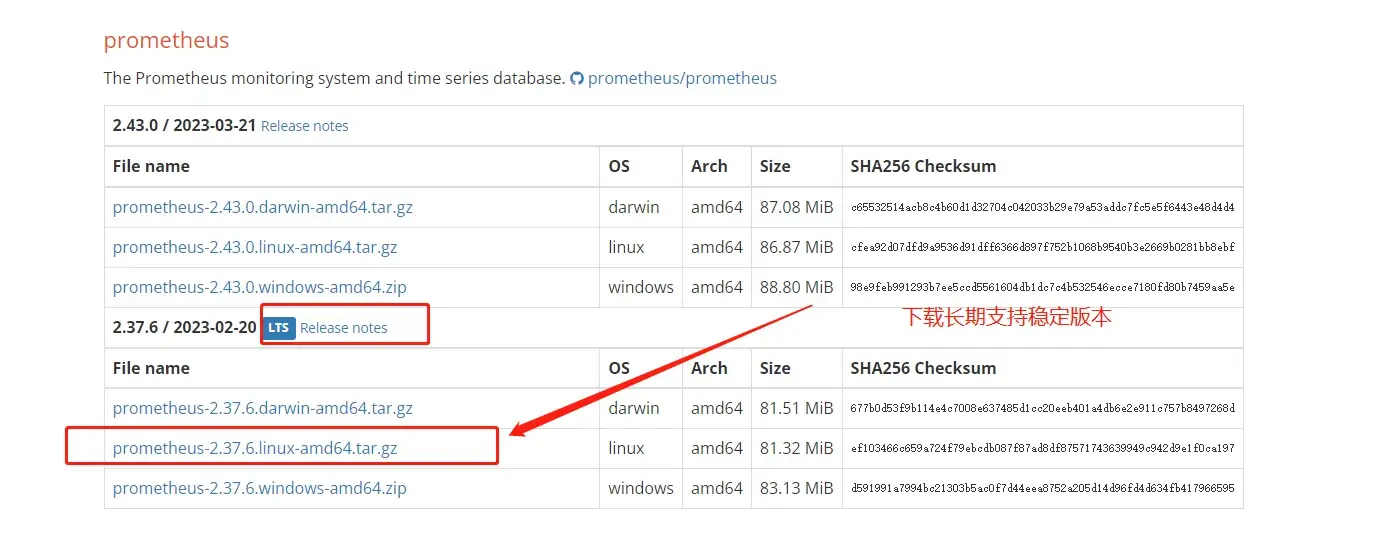 prometheus
The Prometheus monitoring system and time series database. prometheus/prometheus
2.43.0 / 2023-03-21 Release notes
File name OS Arch Size SHA256 Checksum
prometheus-2.43.0.darwin-amd64.tar.gz darwin amd64 87.08 MiB c65532514acb8c4b60d1d32704c042033b29e79a53addc7fc5e5f6443e48d4d4
prometheus-2.43.0.linux-amd64.tar.gz linux amd64 86.87 MiB cfea92d07dfd9a9536d91dff6366d897f752b1068b9540b3e2669b0281bb8ebf
prometheus-2.43.0.windows-amd64.zip windows amd64 88.80 MiB 98e9feb991293b7ee5ccd5561604db1dc7c4b532546ecce7180fd80b7459aa5e
下载长期支持稳定版本
2.37.6 / 2023-02-20 LTS Release notes
File name OS Arch Size SHA256 Checksum
prometheus-2.37.6.darwin-amd64.tar.gz darwin amd64 81.51 MiB 677b0d53f9b114e4c7008e637485d1cc20eeb401a4db6e2e911c757b8497268d
prometheus-2.37.6.linux-amd64.tar.gz linux amd64 81.32 MiB ef103466c659a724f79ebcdb087f87ad8df87571743639949c942d9e1f0ca197
prometheus-2.37.6.windows-amd64.zip windows amd64 83.13 MiB d591991a7994bc21303b5ac0f7d44eea8752a205d14d96fd4d634fb417966595